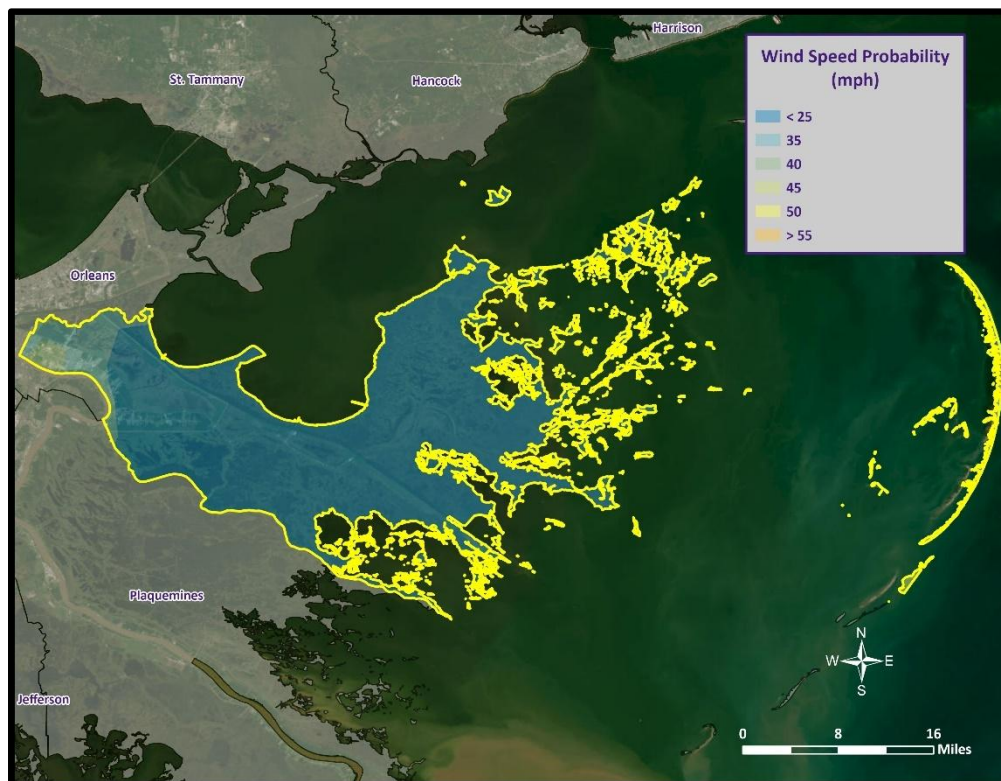 Harrison
St. Tammany
Hancock
Wind Speed Probability
(mph)
< 25
35
40
45
50
> 55
Orleans
Plaquemines
Jefferson
N
W E
S
0 8 16
Miles